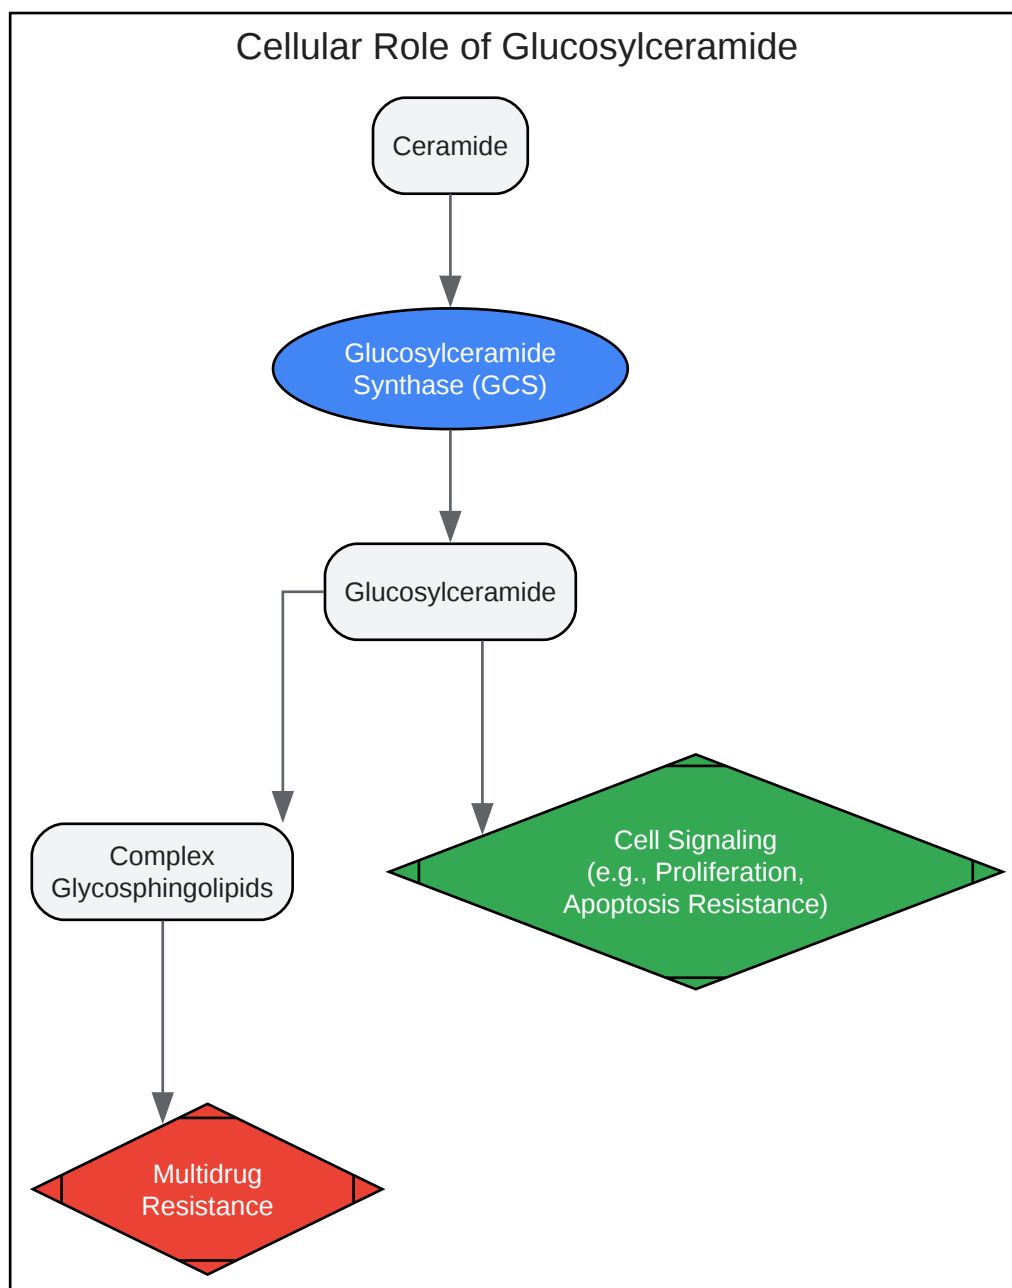 Cellular Role of Glucosylceramide
Ceramide
Glucosylceramide
Synthase (GCS)
Glucosylceramide
Complex
Glycosphingolipids
Cell Signaling
(e.g., Proliferation,
Apoptosis Resistance)
Multidrug
Resistance